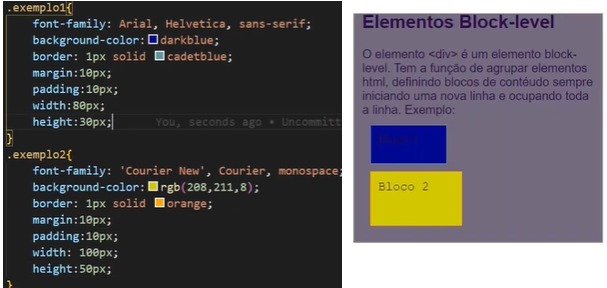 .exemplo1{
font-family: Arial, Helvetica, sans-serif;
background-color: darkblue;
border: 1px solid cadetblue;
margin:10px;
padding:10px;
width:80px;
height:30px; You, seconds ago • Uncommitt
}
.exemplo2{
font-family: 'Courier New', Courier, monospace;
background-color: rgb(208,211,8);
border: 1px solid orange;
margin:10px;
padding:10px;
width: 100px;
height:50px;
}
Elementos Block-level
O elemento <div> é um elemento block-
level. Tem a função de agrupar elementos
html, definindo blocos de contéudo sempre
iniciando uma nova linha e ocupando toda
a linha. Exemplo:
Bloco 1
Bloco 2